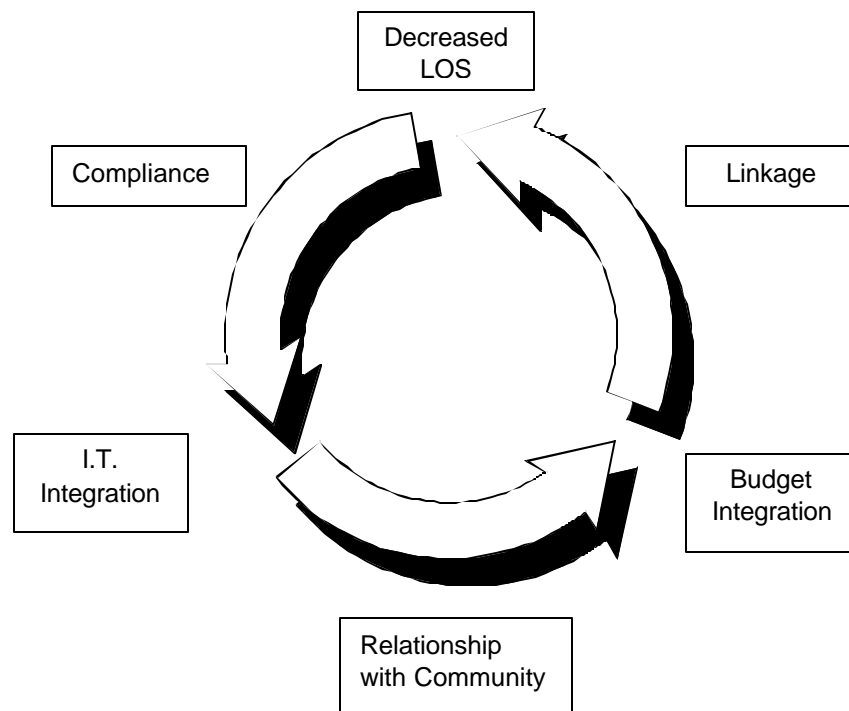 Decreased
LOS
Compliance
Linkage
I.T.
Integration
Budget
Integration
Relationship
with Community